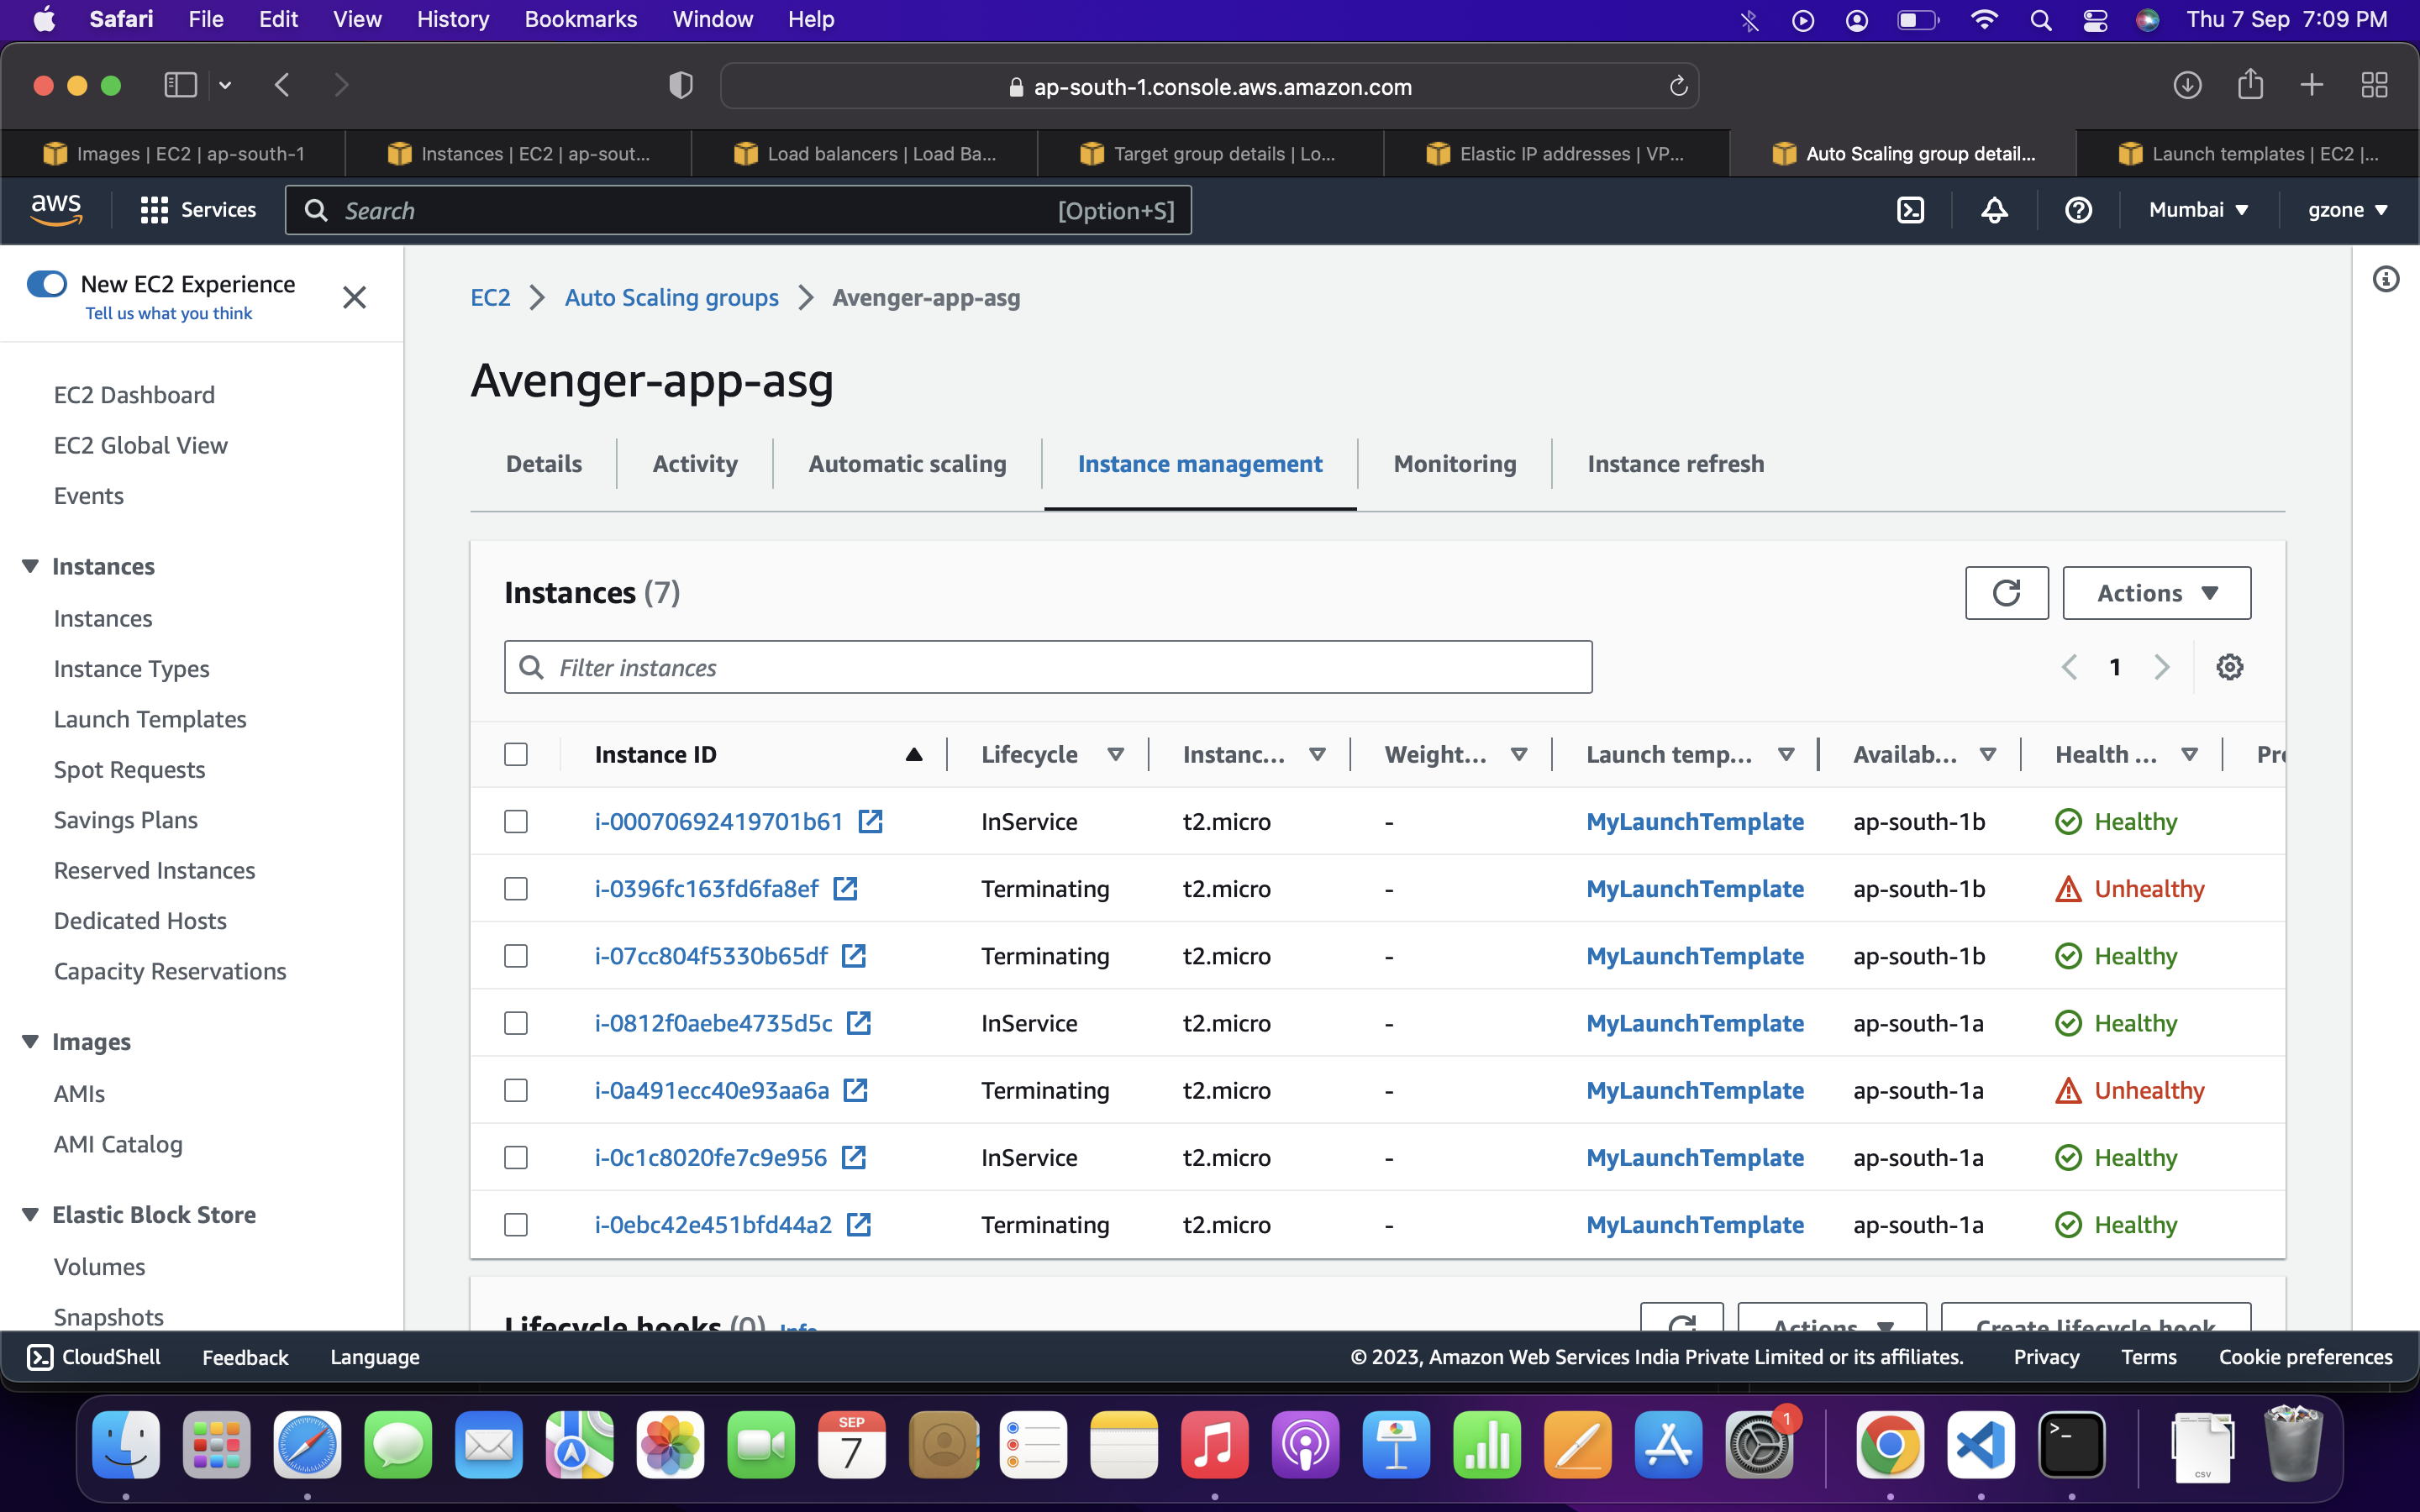 Safari File Edit View History Bookmarks Window Help Thu 7 Sep 7:09 PM
ap-south-1.console.aws.amazon.com
Images | EC2 | ap-south-1 Instances | EC2 | ap-sout... Load balancers | Load Ba... Target group details | Lo... Elastic IP addresses | VP... Auto Scaling group detail... Launch templates | EC2 |...
aws Services Search [Option+S] Mumbai gzone
New EC2 Experience
Tell us what you think
EC2 Dashboard
EC2 Global View
Events
Instances
Instances
Instance Types
Launch Templates
Spot Requests
Savings Plans
Reserved Instances
Dedicated Hosts
Capacity Reservations
Images
AMIs
AMI Catalog
Elastic Block Store
Volumes
Snapshots
EC2 Auto Scaling groups Avenger-app-asg
Avenger-app-asg
Details Activity Automatic scaling Instance management Monitoring Instance refresh
Instances (7) Actions
Filter instances 1
Instance ID Lifecycle Instanc... Weight... Launch temp... Availab... Health ... Pr
i-00070692419701b61 InService t2.micro - MyLaunchTemplate ap-south-1b Healthy
i-0396fc163fd6fa8ef Terminating t2.micro - MyLaunchTemplate ap-south-1b Unhealthy
i-07cc804f5330b65df Terminating t2.micro - MyLaunchTemplate ap-south-1b Healthy
i-0812f0aebe4735d5c InService t2.micro - MyLaunchTemplate ap-south-1a Healthy
i-0a491ecc40e93aa6a Terminating t2.micro - MyLaunchTemplate ap-south-1a Unhealthy
i-0c1c8020fe7c9e956 InService t2.micro - MyLaunchTemplate ap-south-1a Healthy
i-0ebc42e451bfd44a2 Terminating t2.micro - MyLaunchTemplate ap-south-1a Healthy
Lifecycle hooks (0) Info Actions Create lifecycle hook
CloudShell Feedback Language © 2023, Amazon Web Services India Private Limited or its affiliates. Privacy Terms Cookie preferences
SEP
7
1
CSV